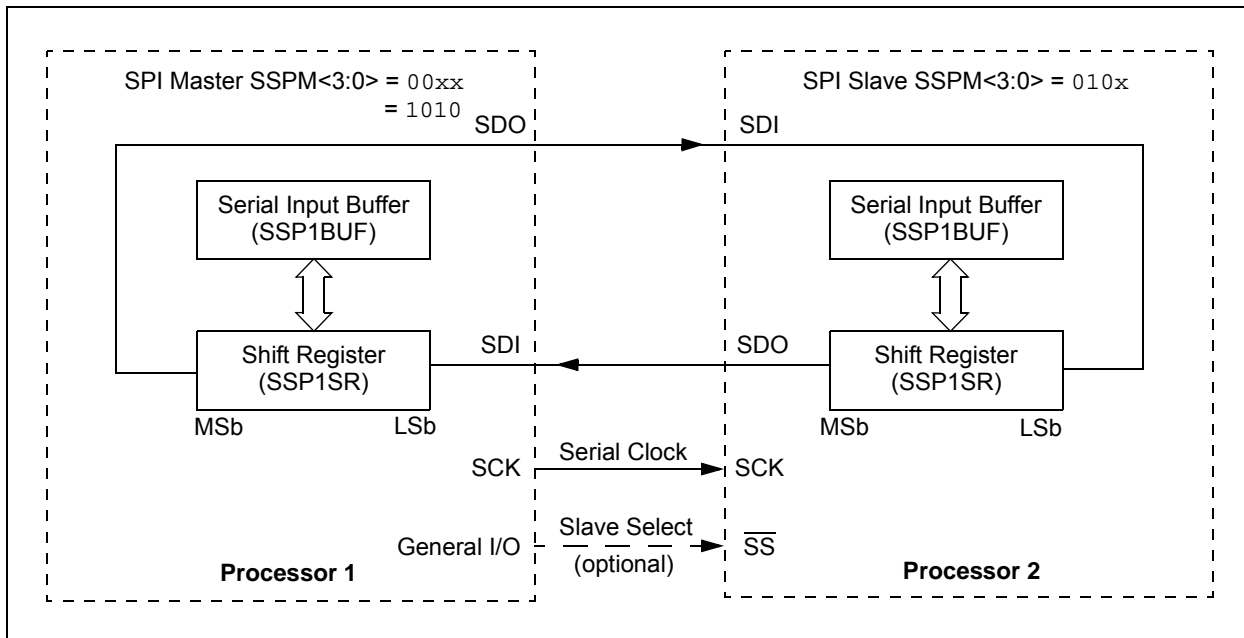 SPI Master SSPM<3:0> = 00xx
= 1010
SPI Slave SSPM<3:0> = 010x
SDO
SDI
Serial Input Buffer
(SSP1BUF)
Serial Input Buffer
(SSP1BUF)
Shift Register
(SSP1SR)
SDI
SDO
Shift Register
(SSP1SR)
MSb
LSb
MSb
LSb
SCK
Serial Clock
SCK
General I/O
Slave Select
(optional)
SS
Processor 1
Processor 2